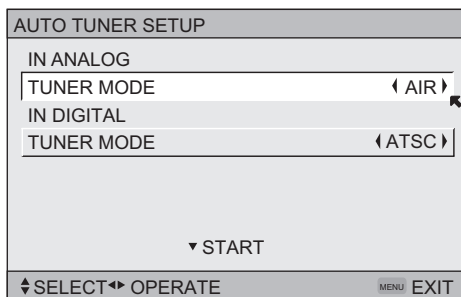 AUTO TUNER SETUP
IN ANALOG
TUNER MODE AIR
IN DIGITAL
TUNER MODE ATSC
START
SELECT OPERATE MENU EXIT